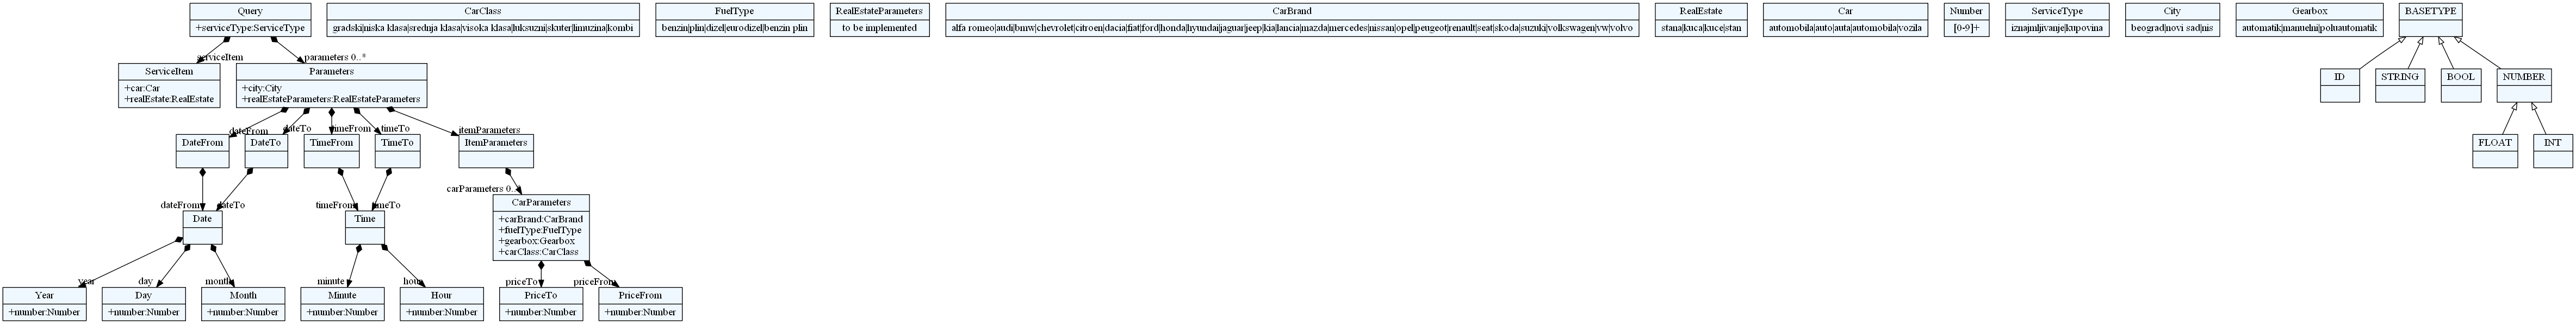 Query
+serviceType:ServiceType
CarClass
gradski|niska klasa|srednja klasa|visoka klasa|luksuzni|skuter|limuzina|kombi
FuelType
benzin|plin|dizel|eurodizel|benzin plin
RealEstateParameters
to be implemented
CarBrand
alfa romeo|audi|bmw|chevrolet|citroen|dacia|fiat|ford|honda|hyundai|jaguar|jeep|kia|lancia|mazda|mercedes|nissan|opel|peugeot|renault|seat|skoda|suzuki|volkswagen|vw|volvo
RealEstate
stana|kuca|kuce|stan
Car
automobila|auto|auta|automobila|vozila
Number
[0-9]+
ServiceType
iznajmljivanje|kupovina
City
beograd|novi sad|nis
Gearbox
automatik|manuelni|poluautomatik
BASETYPE
serviceItem
parameters 0..*
ServiceItem
+car:Car
+realEstate:RealEstate
Parameters
+city:City
+realEstateParameters:RealEstateParameters
ID
STRING
BOOL
NUMBER
dateFrom
dateTo
timeFrom
timeTo
itemParameters
DateFrom
DateTo
TimeFrom
TimeTo
ItemParameters
FLOAT
INT
carParameters 0..*
CarParameters
+carBrand:CarBrand
+fuelType:FuelType
+gearbox:Gearbox
+carClass:CarClass
dateFrom
dateTo
timeFrom
timeTo
Date
Time
year
day
month
minute
hour
priceTo
priceFrom
Year
+number:Number
Day
+number:Number
Month
+number:Number
Minute
+number:Number
Hour
+number:Number
PriceTo
+number:Number
PriceFrom
+number:Number